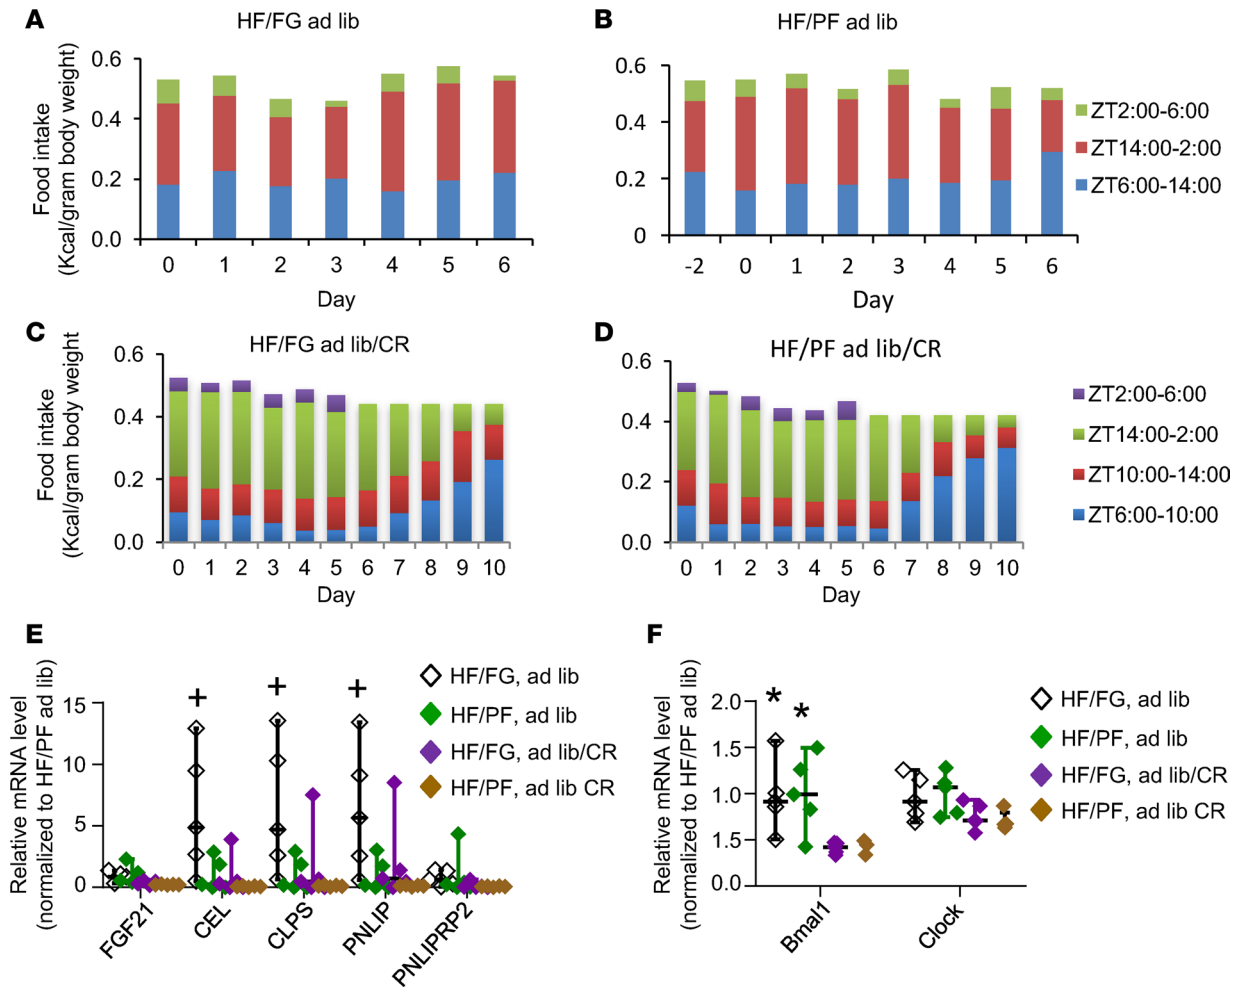 A
HF/FG ad lib
Food intake
(Kcal/gram body weight)
0.6
0.4
0.2
0.0
0 1 2 3 4 5 6
Day
B
HF/PF ad lib
0.6
0.4
0.2
0
-2 0 1 2 3 4 5 6
Day
ZT2:00-6:00
ZT14:00-2:00
ZT6:00-14:00
C
HF/FG ad lib/CR
Food intake
(Kcal/gram body weight
0.6
0.4
0.2
0.0
0 1 2 3 4 5 6 7 8 9 10
Day
D
HF/PF ad lib/CR
0.6
0.4
0.2
0.0
0 1 2 3 4 5 6 7 8 9 10
Day
ZT2:00-6:00
ZT14:00-2:00
ZT10:00-14:00
ZT6:00-10:00
E
Relative mRNA level
(normalized to HF/PF ad lib)
15
10
5
0
+ + +
HF/FG, ad lib
HF/PF, ad lib
HF/FG, ad lib/CR
HF/PF, ad lib CR
FGF21 CEL CLPS PNLIP PNLIPRP2
F
Relative mRNA level
(normalized to HF/PF ad lib)
2.0
1.5
1.0
1.5
0.0
* *
HF/FG, ad lib
HF/PF, ad lib
HF/FG, ad lib/CR
HF/PF, ad lib CR
Bmal1 Clock